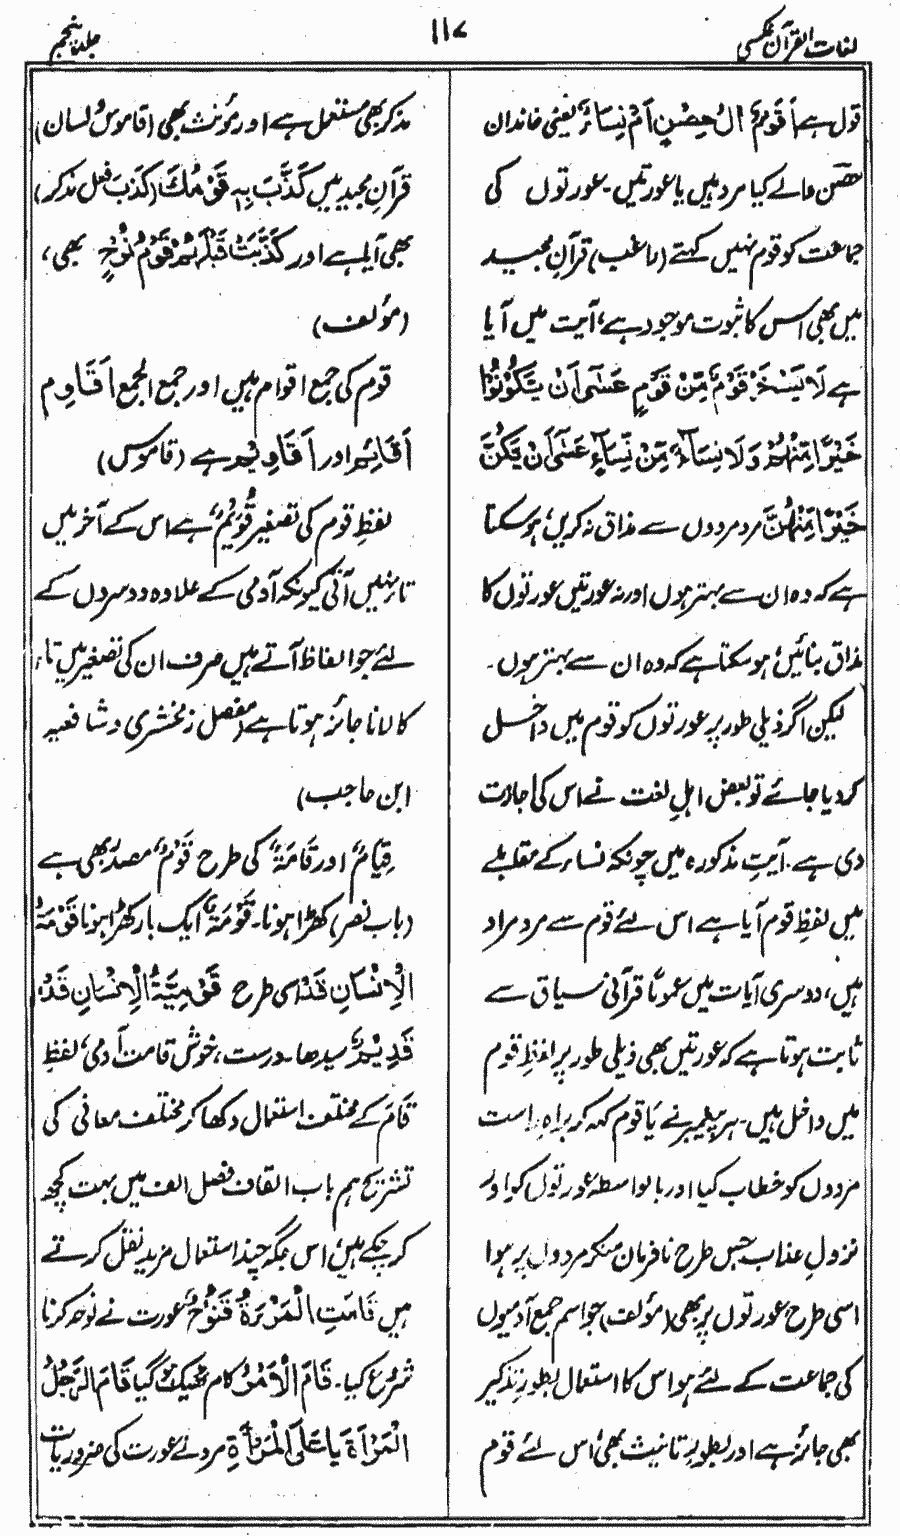 لغات القرآن عکسی
۱۱۷
جلد پنجم
قول ہے أَقَوْمٌ اٰلُ حِصْنٍ أَمْ نِسَاءُ یعنی خاندان
حصن والے کیا مرد ہیں یا عورتیں۔ عورتوں کی
جماعت کو قوم نہیں کہتے (راغب) قرآن مجید
میں بھی اس کا ثبوت موجود ہے، آیت میں آیا
ہے لَا يَسْخَرْ قَوْمٌ مِّنْ قَوْمٍ عَسٰٓى اَنْ يَّكُوْنُوْا
خَيْرًا مِّنْهُمْ وَلَا نِسَاءٌ مِّنْ نِّسَاءٍ عَسٰٓى اَنْ يَّكُنَّ
خَيْرًا مِّنْهُنَّ مرد مردوں سے مذاق نہ کریں، ہو سکتا
ہے کہ وہ ان سے بہتر ہوں اور نہ عورتیں عورتوں کا
مذاق بنائیں، ہو سکتا ہے کہ وہ ان سے بہتر ہوں۔
لیکن اگر ذیلی طور پر عورتوں کو قوم میں داخل
کر دیا جائے تو بعض اہلِ لغت نے اس کی اجازت
دی ہے۔ آیتِ مذکورہ میں چونکہ نساء کے مقابلے
میں لفظِ قوم آیا ہے اس لئے قوم سے مرد مراد
ہیں، دوسری آیات میں عموماً قرآنی سیاق سے
ثابت ہوتا ہے کہ عورتیں بھی ذیلی طور پر لفظِ قوم
میں داخل ہیں۔ ہر پیغمبر نے یَا قوم کہہ کر براہِ راست
مردوں کو خطاب کیا اور بالواسطہ عورتوں کو اور
نزولِ عذاب جس طرح نافرمان منکر مردوں پر ہوا
اسی طرح عورتوں پر بھی (مؤلف) جو اسم جمع آدمیوں
کی جماعت کے لئے ہو اس کا استعمال بطورِ تذکیر
بھی جائز ہے اور بطورِ تانیث بھی، اس لئے قوم
مذکر بھی مستعمل ہے اور مؤنث بھی (قاموس و لسان)
قرآن مجید میں كَذَّبَ بِهٖ قَوْمُكَ (کذب فعل مذکر)
بھی آیا ہے اور كَذَّبَتْ قَبْلَهُمْ قَوْمُ نُوْحٍ بھی،
(مؤلف)
قوم کی جمع اقوام ہیں اور جمع الجمع اَقَاوِم
اَقَائِم اور اَقَاوِیم ہے (قاموس)
لفظِ قوم کی تصغیر قُوَیْمٌ ہے اس کے آخر میں
تاء نہیں آتی کیونکہ آدمی کے علاوہ دوسروں کے
لئے جو الفاظ آتے ہیں صرف ان کی تصغیر میں تاء
کا لانا جائز ہوتا ہے (مفصل زمخشری و شافعیہ
ابن حاجب)
قِیَامٌ اور قَامَةٌ کی طرح قَوْمٌ مصدر بھی ہے
(باب نصر) کھڑا ہونا۔ قَوْمَةٌ ایک بار کھڑا ہونا قَوْمَةُ
الْاِنْسَانِ قَدُّ اسی طرح قَوْمِیَّةُ الْاِنْسَانِ قَدُّہٗ
قَدِیْمٌ سیدھا۔ درست، خوش قامت آدمی، لفظِ
قَامَ کے مختلف استعمال دکھا کر مختلف معانی کی
تشریح ہم باب القاف فصل الف میں بہت کچھ
کر چکے ہیں، اس جگہ چند استعمال مزید نقل کرتے
ہیں قَامَتِ الْمَرْءَةُ تَنُوْحُ عورت نے نوحہ کرنا
شروع کیا۔ قَامَ الْاَمْرُ کام ٹھیک ہو گیا قَامَ الرَّجُلُ
الْمَرْاَةَ یا عَلَى الْمَرْاَةِ مرد نے عورت کی ضروریات